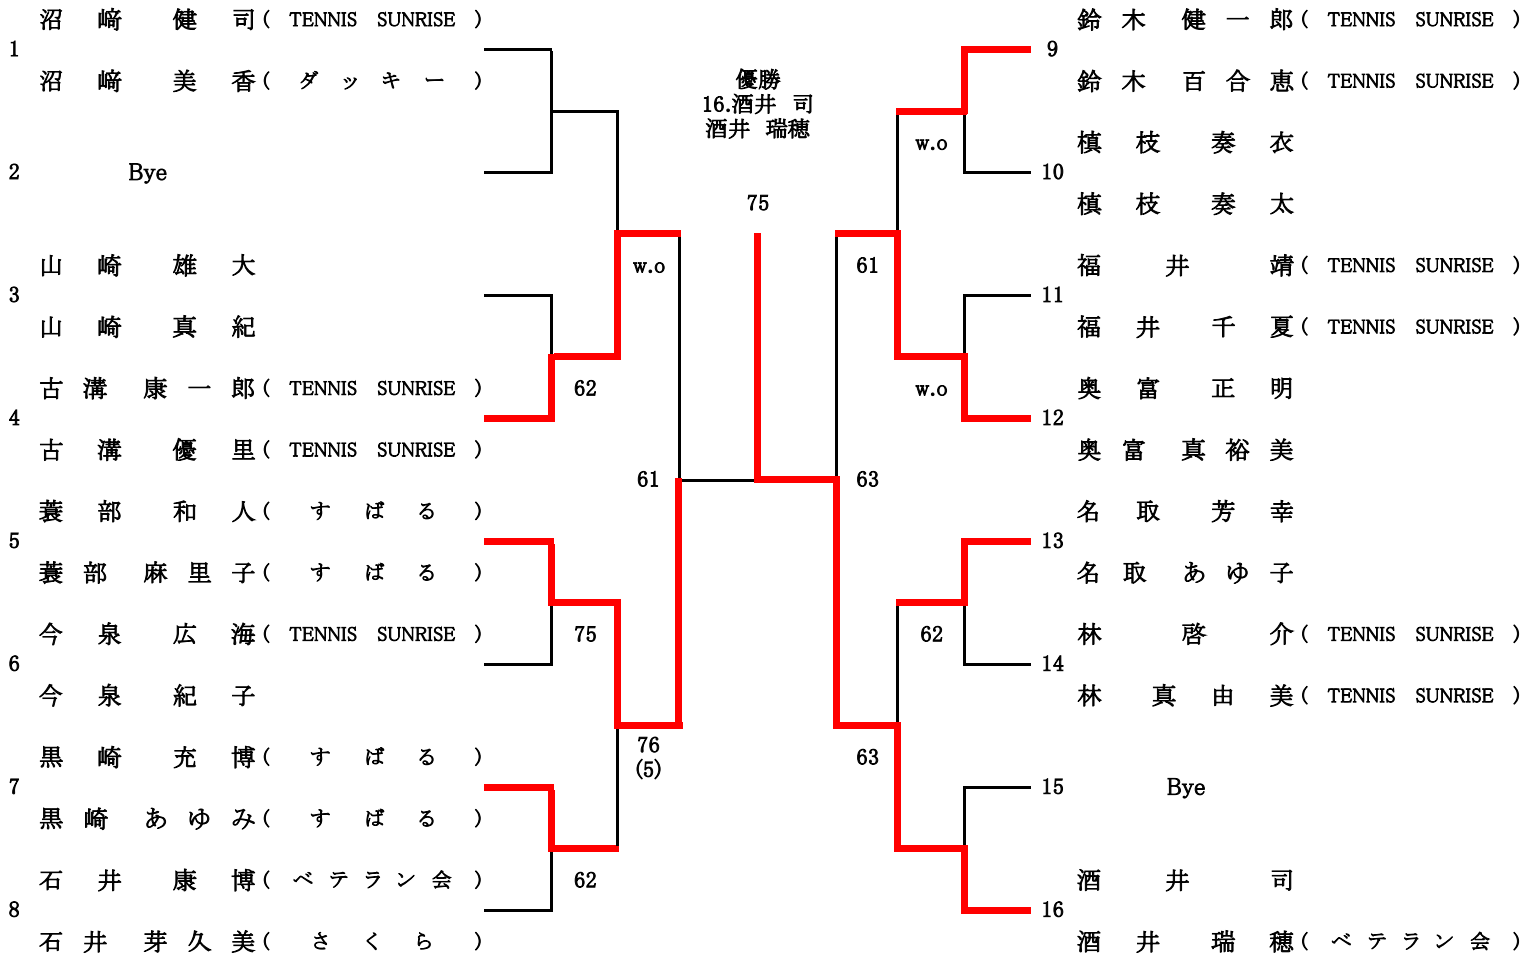 沼﨑健司( TENNIS SUNRISE )
1
沼﨑美香( ダッキー )
2 Bye
山崎雄大
3
山崎真紀
古溝康一郎( TENNIS SUNRISE )
4
古溝優里( TENNIS SUNRISE )
蓑部和人( すばる )
5
蓑部麻里子( すばる )
今泉広海( TENNIS SUNRISE )
6
今泉紀子
黒崎充博( すばる )
7
黒崎あゆみ( すばる )
石井康博( ベテラン会 )
8
石井芽久美( さくら )
62
75
62
w.o
76
(5)
61
優勝
16.酒井 司
酒井 瑞穂
75
63
61
63
w.o
w.o
62
鈴木健一郎( TENNIS SUNRISE )
9
鈴木百合恵( TENNIS SUNRISE )
槙枝奏衣
10
槙枝奏太
福井靖( TENNIS SUNRISE )
11
福井千夏( TENNIS SUNRISE )
奥富正明
12
奥富真裕美
名取芳幸
13
名取あゆ子
林啓介( TENNIS SUNRISE )
14
林真由美( TENNIS SUNRISE )
15 Bye
酒井司
16
酒井瑞穂( ベテラン会 )